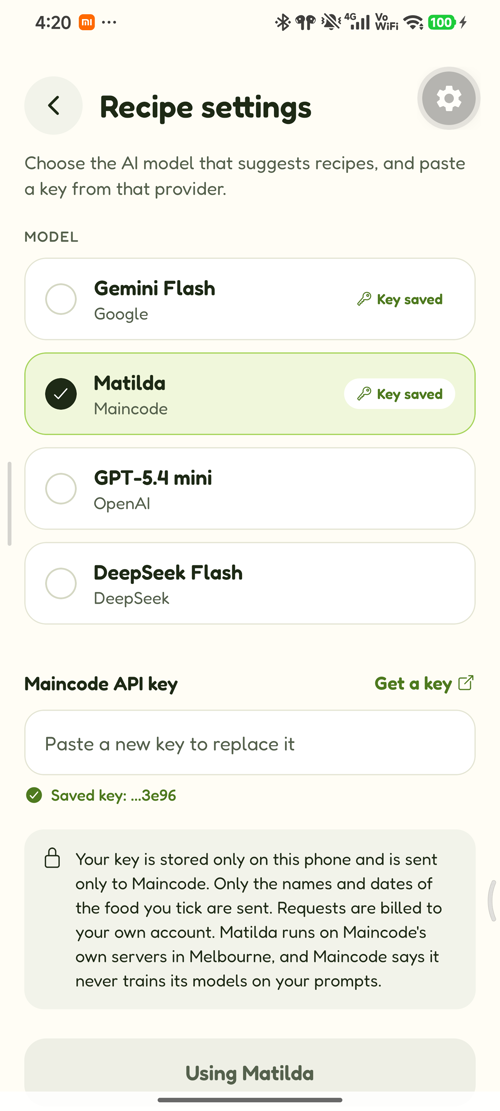 4:20 mi ...
4G Vo WiFi 100
Recipe settings
Choose the AI model that suggests recipes, and paste
a key from that provider.
MODEL
Gemini Flash
Google
Key saved
Matilda
Maincode
Key saved
GPT-5.4 mini
OpenAI
DeepSeek Flash
DeepSeek
Maincode API key
Get a key
Paste a new key to replace it
Saved key: ...3e96
Your key is stored only on this phone and is sent
only to Maincode. Only the names and dates of
the food you tick are sent. Requests are billed to
your own account. Matilda runs on Maincode's
own servers in Melbourne, and Maincode says it
never trains its models on your prompts.
Using Matilda